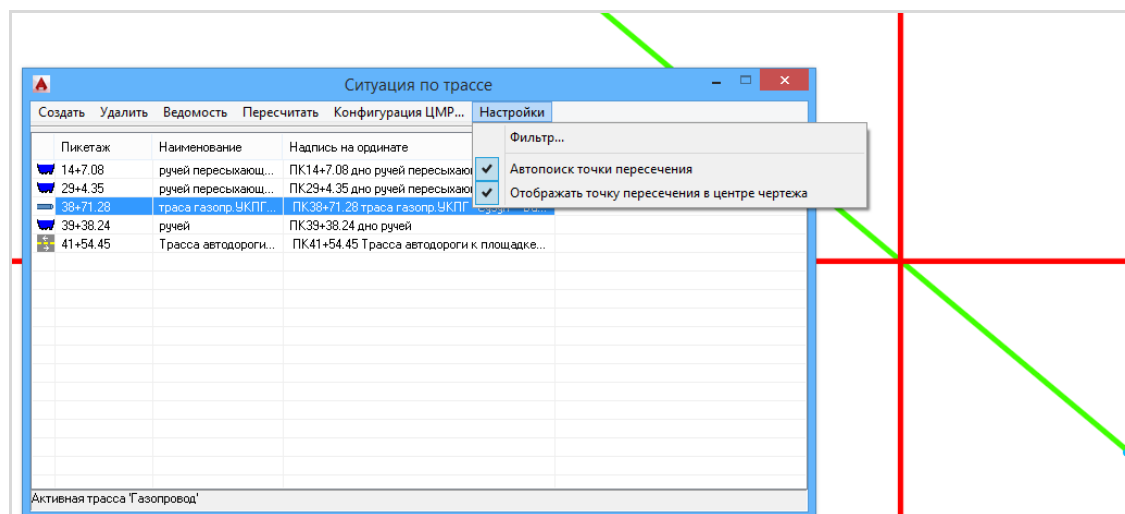 Ситуация по трассе
Создать Удалить Ведомость Пересчитать Конфигурация ЦМР... Настройки
Фильтр...
Автопоиск точки пересечения
Отображать точку пересечения в центре чертежа
Пикетаж Наименование Надпись на ординате
14+7.08 ручей пересыхающ... ПК14+7.08 дно ручей пересыхаю
29+4.35 ручей пересыхающ... ПК29+4.35 дно ручей пересыхаю
38+71.28 траса газопр.УКПГ... ПК38+71.28 траса газопр.УКПГ
39+38.24 ручей ПК39+38.24 дно ручей
41+54.45 Трасса автодороги... ПК41+54.45 Трасса автодороги к площадке...
Активная трасса 'Газопровод'